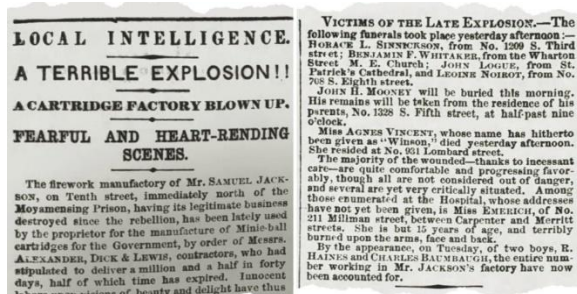 LOCAL INTELLIGENCE.
A TERRIBLE EXPLOSION!!
A CARTRIDGE FACTORY BLOWN UP.
FEARFUL AND HEART-RENDING
SCENES.
The firework manufactory of Mr. SAMUEL JACK-
SON, on Tenth street, immediately north of the
Moyamensing Prison, having its legitimate business
destroyed since the rebellion, has been lately used
by the proprietor for the manufacture of Minie-ball
cartridges for the Government, by order of Messrs.
ALEXANDER, DICK & LEWIS, contractors, who had
stipulated to deliver a million and a half in forty
days, half of which time has expired. Innocent
of beauty and delight have thus
VICTIMS OF THE LATE EXPLOSION.—The
following funerals took place yesterday afternoon:—
HORACE L. SINNICKSON, from No. 1209 S. Third
street; BENJAMIN F. WHITAKER, from the Wharton
Street M. E. Church; JOHN LOGUE, from St.
Patrick's Cathedral, and LEOINE NOIROT, from No.
708 S. Eighth street.
JOHN H. MOONEY will be buried this morning.
His remains will be taken from the residence of his
parents, No. 1328 S. Fifth street, at half-past nine
o'clock.
Miss AGNES VINCENT, whose name has hitherto
been given as "Winson," died yesterday afternoon.
She resided at No. 931 Lombard street.
The majority of the wounded—thanks to incessant
care—are quite comfortable and progressing favor-
ably, though all are not considered out of danger,
and several are yet very critically situated. Among
those enumerated at the Hospital, whose addresses
have not yet been given, is Miss EMERICH, of No.
211 Milliman street, between Carpenter and Merritt
streets. She is but 15 years of age, and terribly
burned upon the arms, face and back.
By the appearance, on Tuesday, of two boys, R.
HAINES and CHARLES BAUMBAUGH, the entire num-
ber working in Mr. JACKSON'S factory have now
been accounted for.